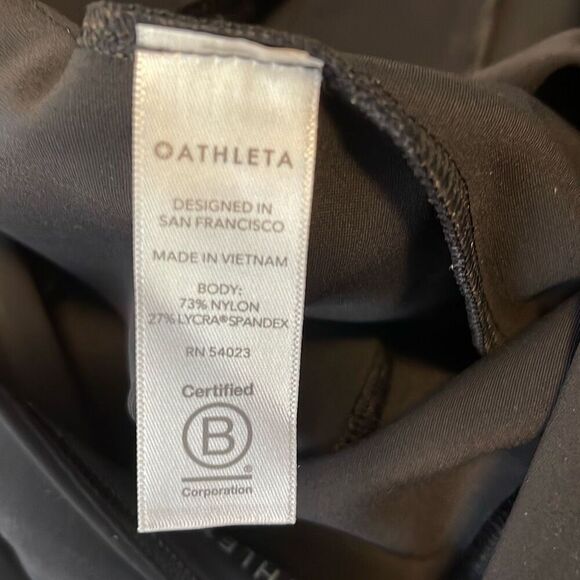 ATHLETA
DESIGNED IN
SAN FRANCISCO
MADE IN VIETNAM
BODY:
73% NYLON
27% LYCRA® SPANDEX
RN 54023
Certified
B
Corporation